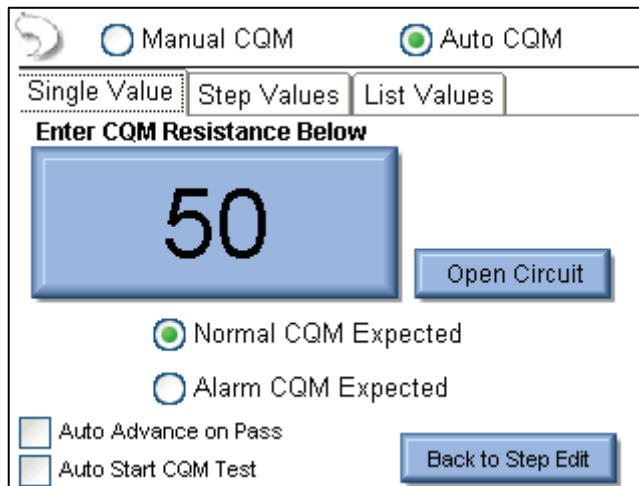 Manual CQM Auto CQM
Single Value Step Values List Values
Enter CQM Resistance Below
50
Open Circuit
Normal CQM Expected
Alarm CQM Expected
Auto Advance on Pass
Auto Start CQM Test
Back to Step Edit